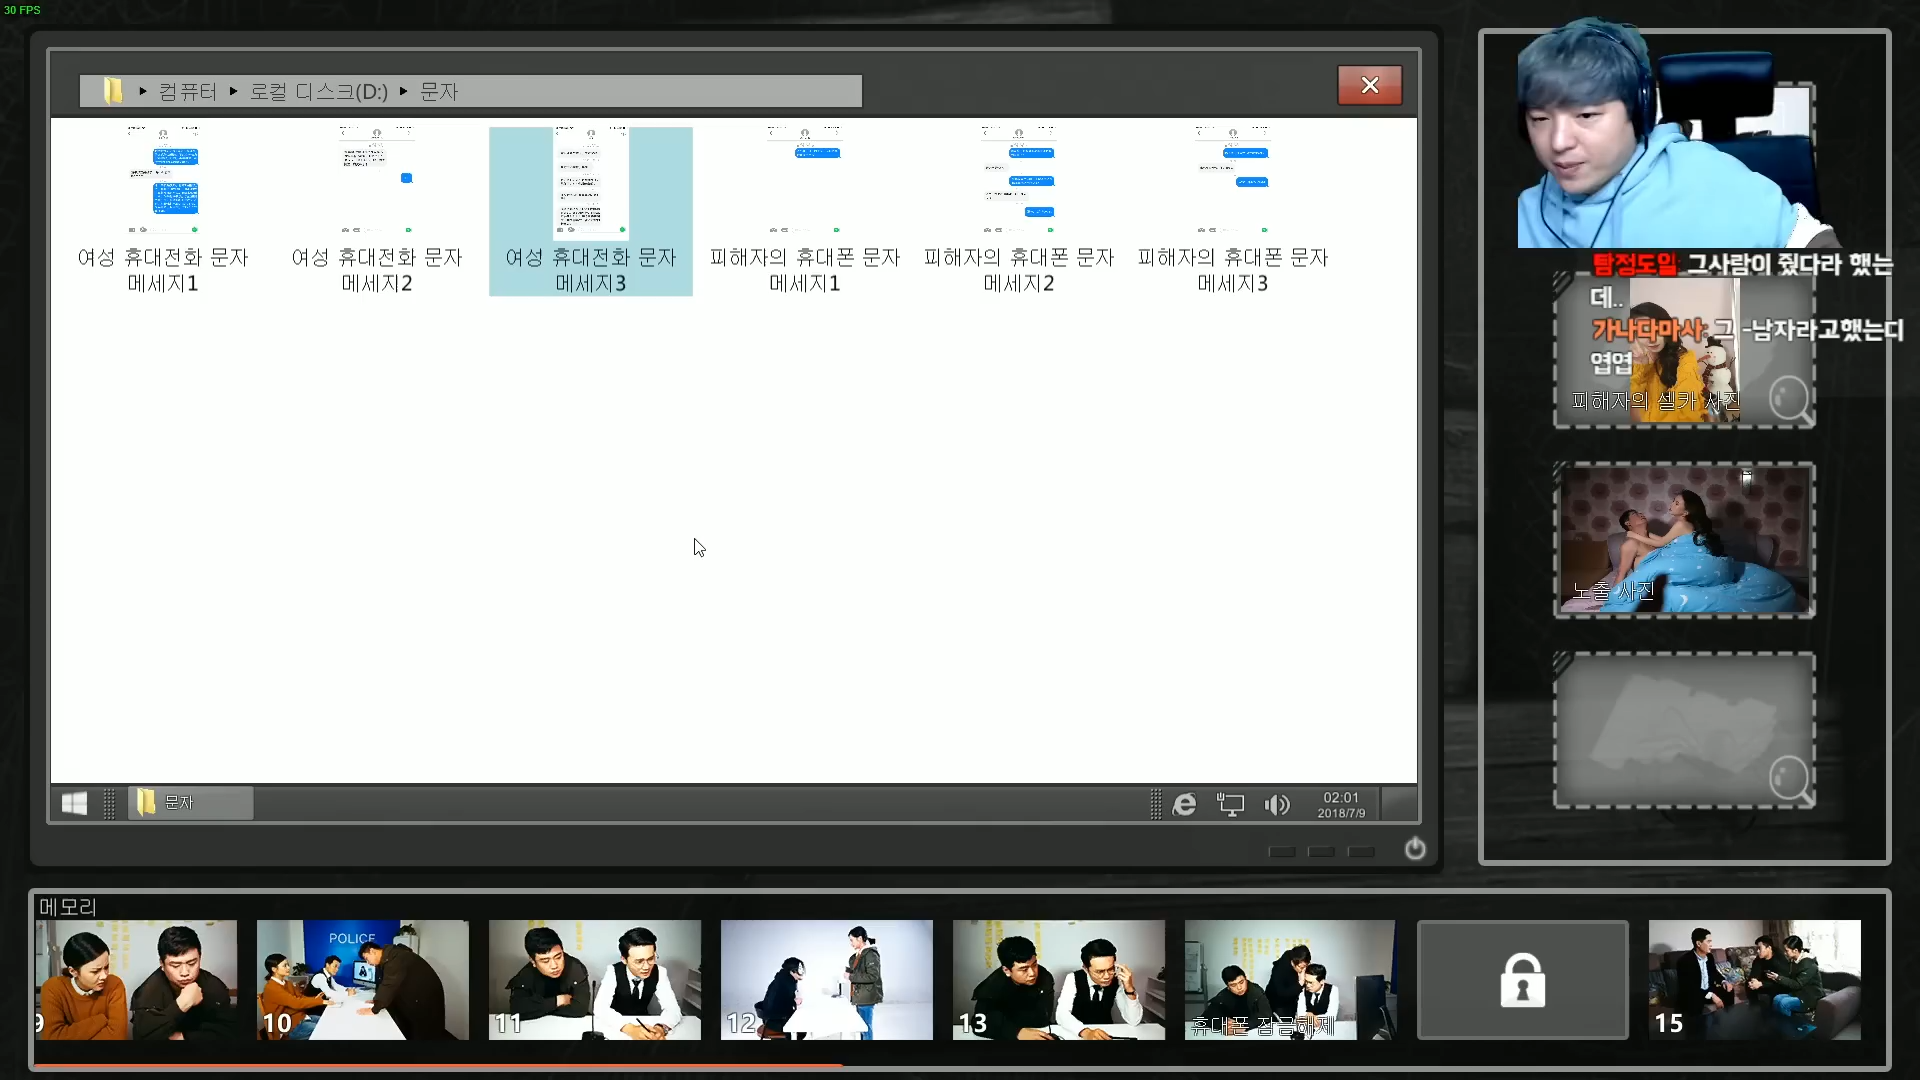 30 FPS
컴퓨터 로컬 디스크(D:) 문자
여성 휴대전화 문자
메세지1
여성 휴대전화 문자
메세지2
여성 휴대전화 문자
메세지3
피해자의 휴대폰 문자
메세지1
피해자의 휴대폰 문자
메세지2
피해자의 휴대폰 문자
메세지3
탐정도일: 그사람이 줬다라 했는
데..
가나다마사: 그 -남자라고했는디
엽엽
피해자의 셀카 사진
노출 사진
문자
02:01
2018/7/9
메모리
POLICE
9
10
11
12
13
휴대폰 잠금해제
15